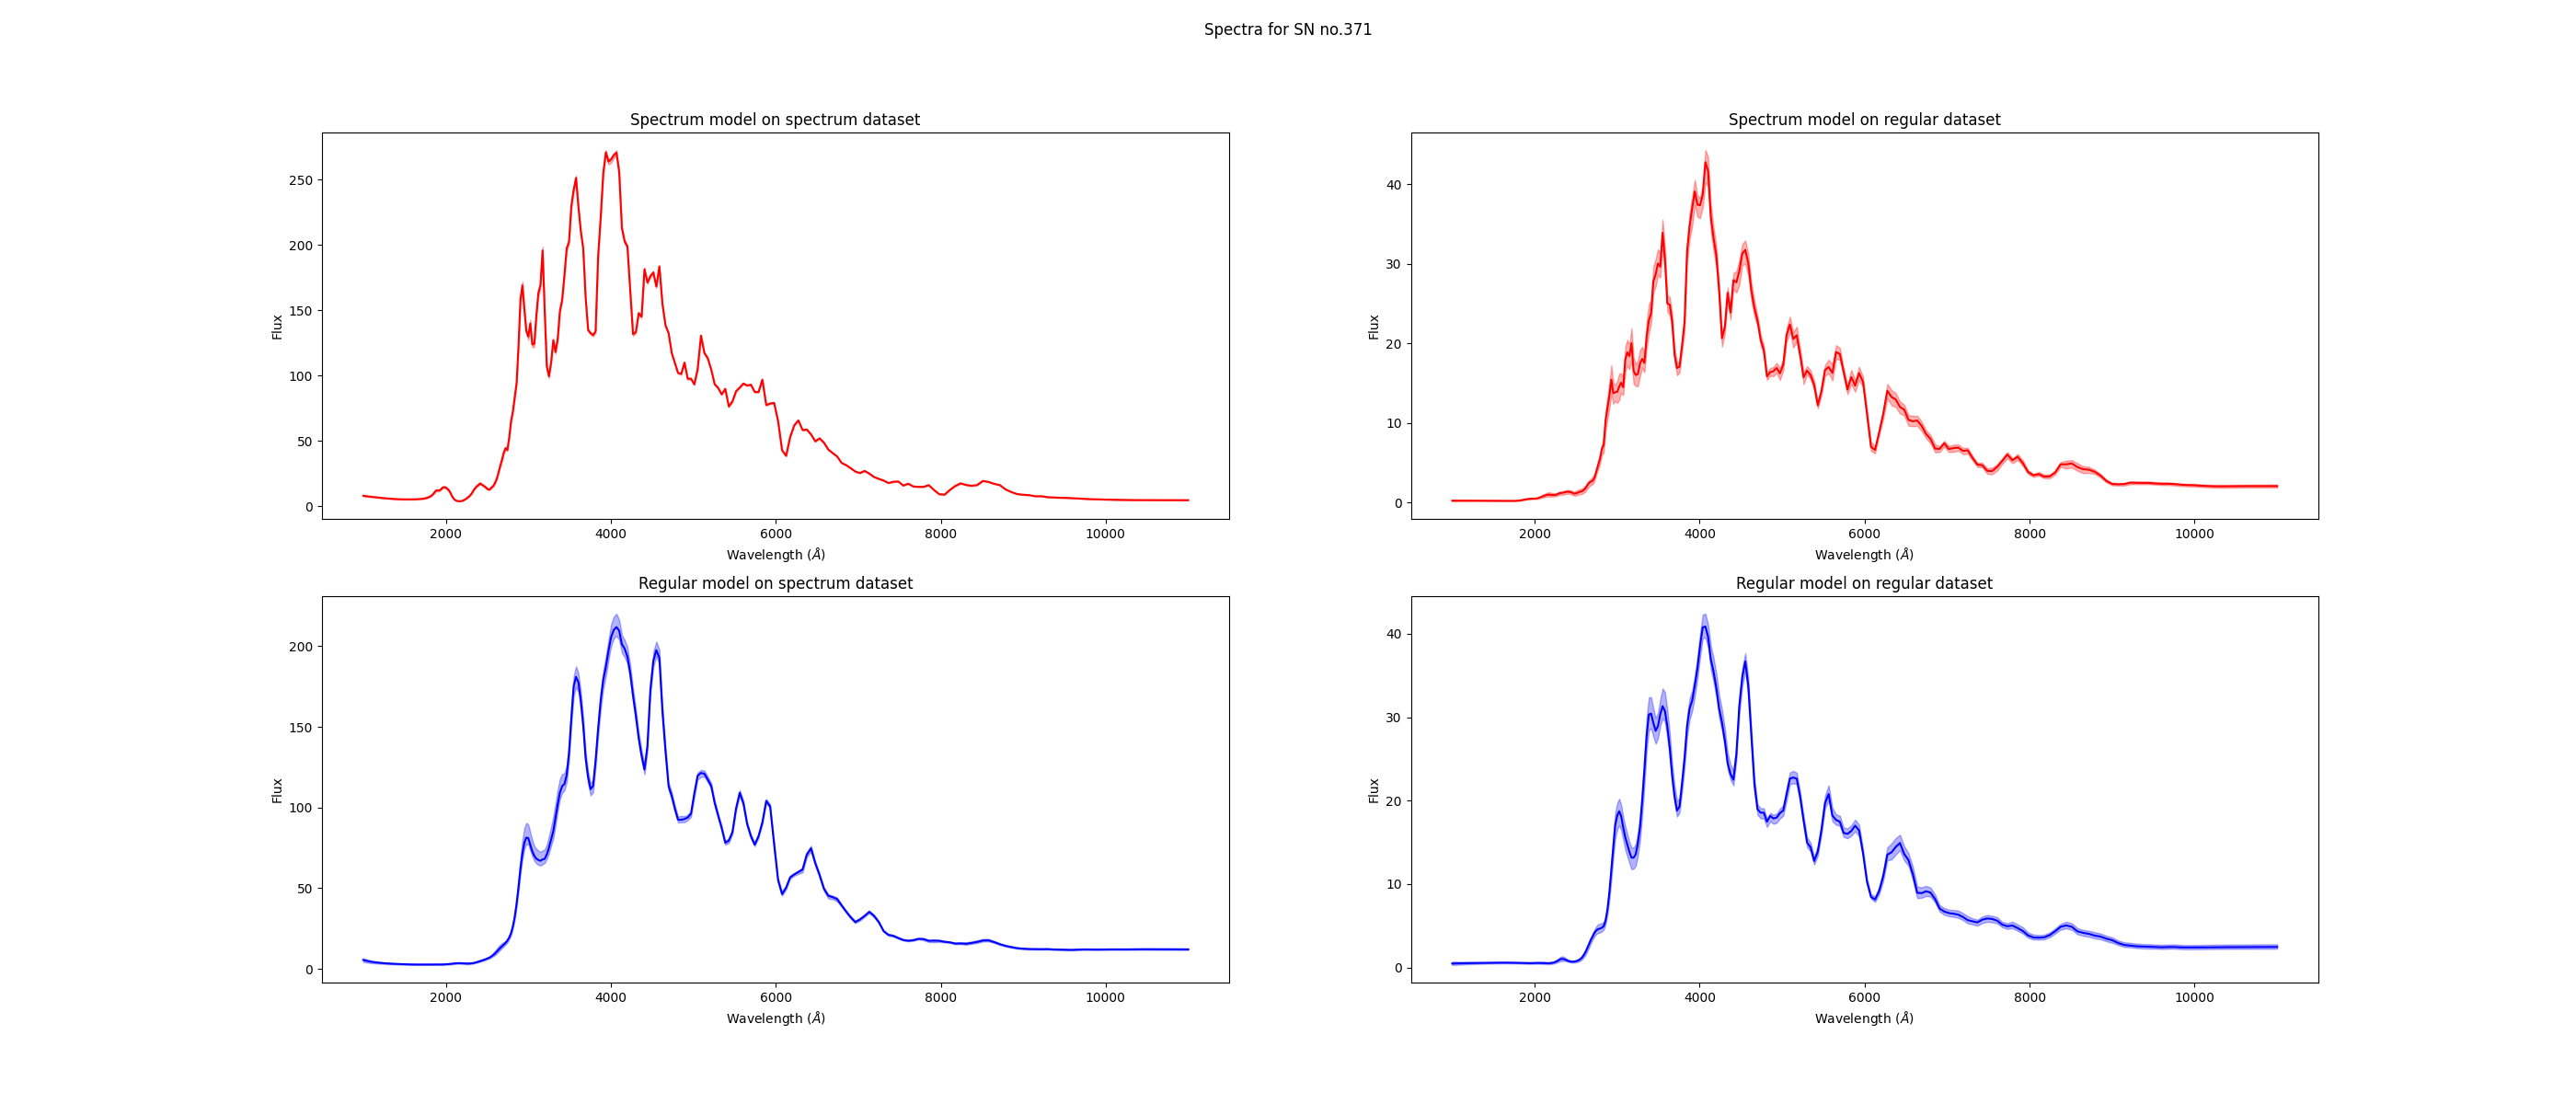 Spectra for SN no.371
Spectrum model on spectrum dataset
Flux
250
200
150
100
50
0
2000 4000 6000 8000 10000
Wavelength (Å)
Spectrum model on regular dataset
Flux
40
30
20
10
0
2000 4000 6000 8000 10000
Wavelength (Å)
Regular model on spectrum dataset
Flux
200
150
100
50
0
2000 4000 6000 8000 10000
Wavelength (Å)
Regular model on regular dataset
Flux
40
30
20
10
0
2000 4000 6000 8000 10000
Wavelength (Å)